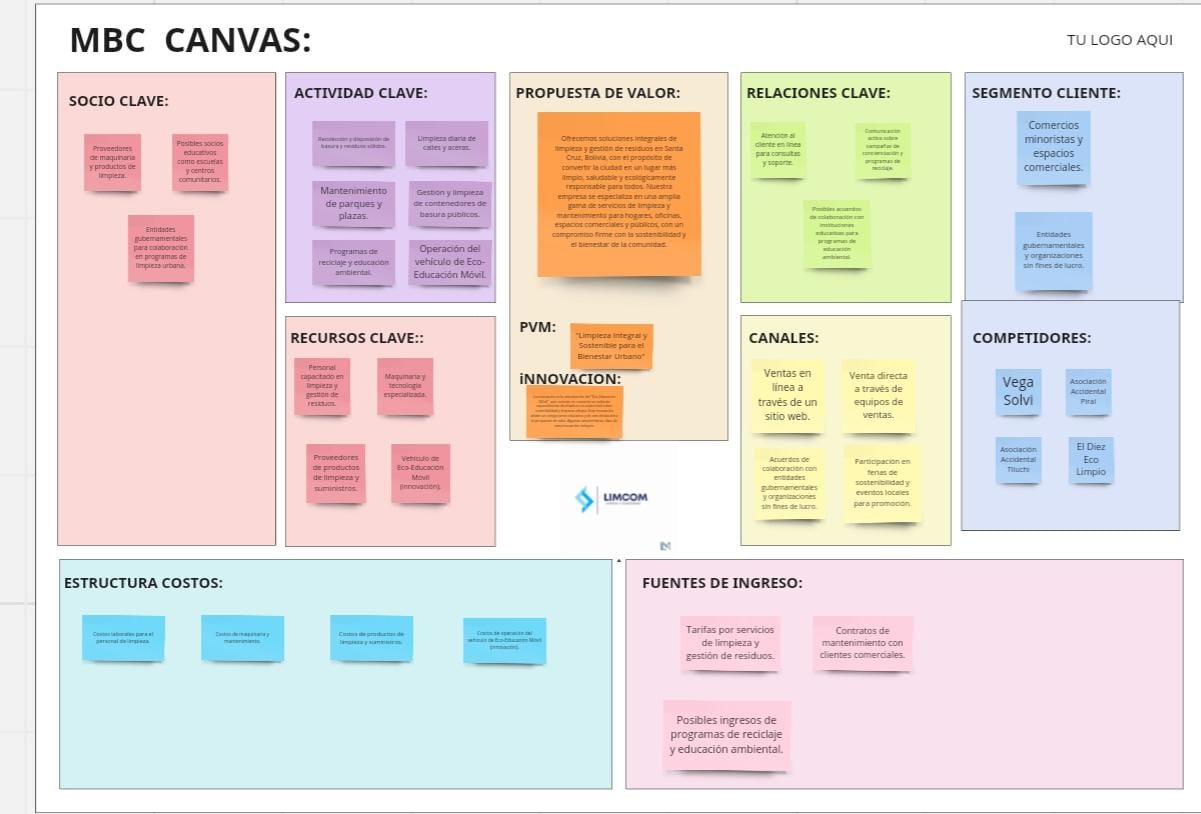 MBC CANVAS:
TU LOGO AQUI
SOCIO CLAVE:
Proveedores
de maquinaria
y productos de
limpieza.
Posibles socios
educativos
como escuelas
y centros
comunitarios.
Entidades
gubernamentales
para colaboración
en programas de
limpieza urbana.
ACTIVIDAD CLAVE:
Recolección y disposición de
basura y residuos sólidos.
Limpieza diaria de
calles y aceras.
Mantenimiento
de parques y
plazas.
Gestión y limpieza
de contenedores de
basura públicos.
Programas de
reciclaje y educación
ambiental.
Operación del
vehículo de Eco-
Educación Móvil.
RECURSOS CLAVE::
Personal
capacitado en
limpieza y
gestión de
residuos.
Maquinaria y
tecnología
especializada.
Proveedores
de productos
de limpieza y
suministros.
Vehículo de
Eco-Educación
Móvil
(innovación).
PROPUESTA DE VALOR:
Ofrecemos soluciones integrales de
limpieza y gestión de residuos en Santa
Cruz, Bolivia, con el propósito de
convertir la ciudad en un lugar más
limpio, saludable y ecológicamente
responsable para todos. Nuestra
empresa se especializa en una amplia
gama de servicios de limpieza y
mantenimiento para hogares, oficinas,
espacios comerciales y públicos, con un
compromiso firme con la sostenibilidad y
el bienestar de la comunidad.
PVM:
"Limpieza Integral y
Sostenible para el
Bienestar Urbano"
iNNOVACION:
LIMCOM
RELACIONES CLAVE:
Atención al
cliente en línea
para consultas
y soporte.
Comunicación
activa sobre
campañas de
concienciación y
programas de
reciclaje.
Posibles acuerdos
de colaboración con
instituciones
educativas para
programas de
educación
ambiental.
CANALES:
Ventas en
línea a
través de un
sitio web.
Venta directa
a través de
equipos de
ventas.
Acuerdos de
colaboración con
entidades
gubernamentales
y organizaciones
sin fines de lucro.
Participación en
ferias de
sostenibilidad y
eventos locales
para promoción.
SEGMENTO CLIENTE:
Comercios
minoristas y
espacios
comerciales.
Entidades
gubernamentales
y organizaciones
sin fines de lucro.
COMPETIDORES:
Vega
Solvi
Asociación
Accidental
Piraí
Asociación
Accidental
Tiluchi
El Diez
Eco
Limpio
ESTRUCTURA COSTOS:
Costos laborales para el
personal de limpieza.
Costos de maquinaria y
mantenimiento.
Costos de productos de
limpieza y suministros.
Costos de operación del
vehículo de Eco-Educación Móvil
(innovación).
FUENTES DE INGRESO:
Tarifas por servicios
de limpieza y
gestión de residuos.
Contratos de
mantenimiento con
clientes comerciales.
Posibles ingresos de
programas de reciclaje
y educación ambiental.